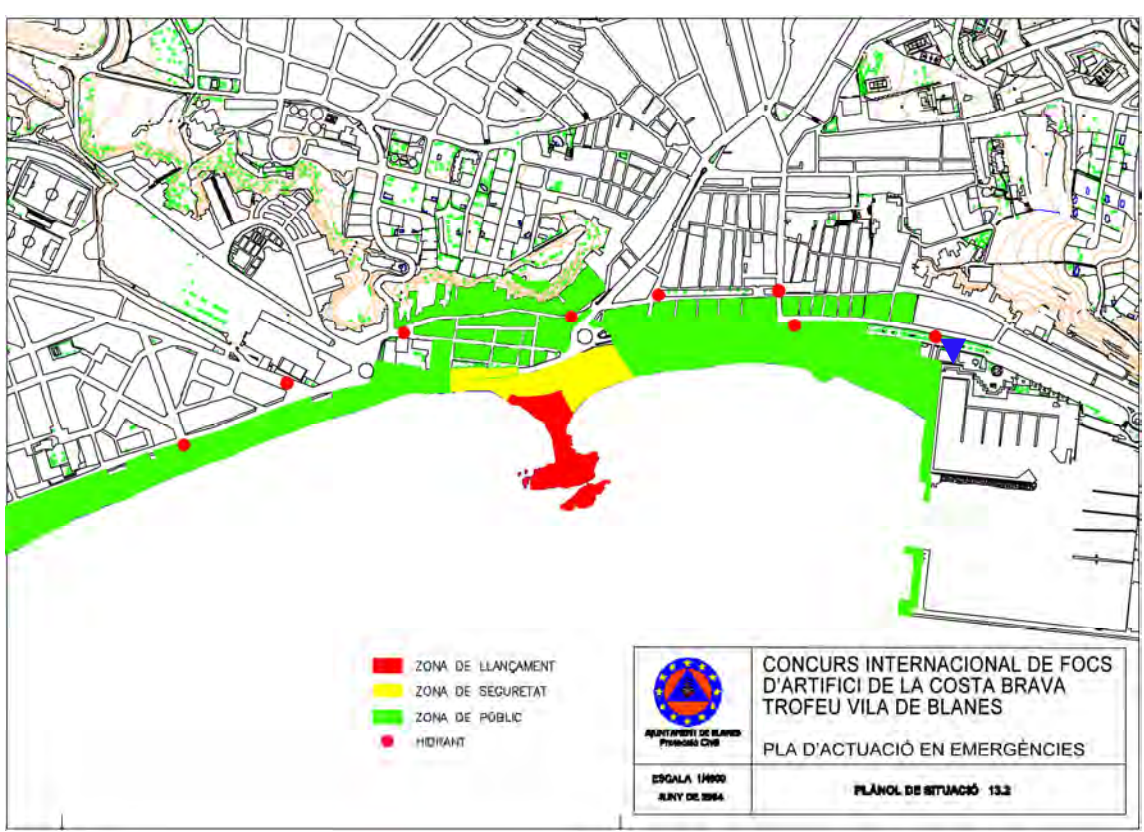 ZONA DE LLANÇAMENT
ZONA DE SEGURETAT
ZONA DE PÚBLIC
HIDRANT
AJUNTAMENT DE BLANES
Protecció Civil
CONCURS INTERNACIONAL DE FOCS
D'ARTIFICI DE LA COSTA BRAVA
TROFEU VILA DE BLANES
PLA D'ACTUACIÓ EN EMERGÈNCIES
ESCALA
JUNY DE
PLÀNOL DE SITUACIÓ 13.2